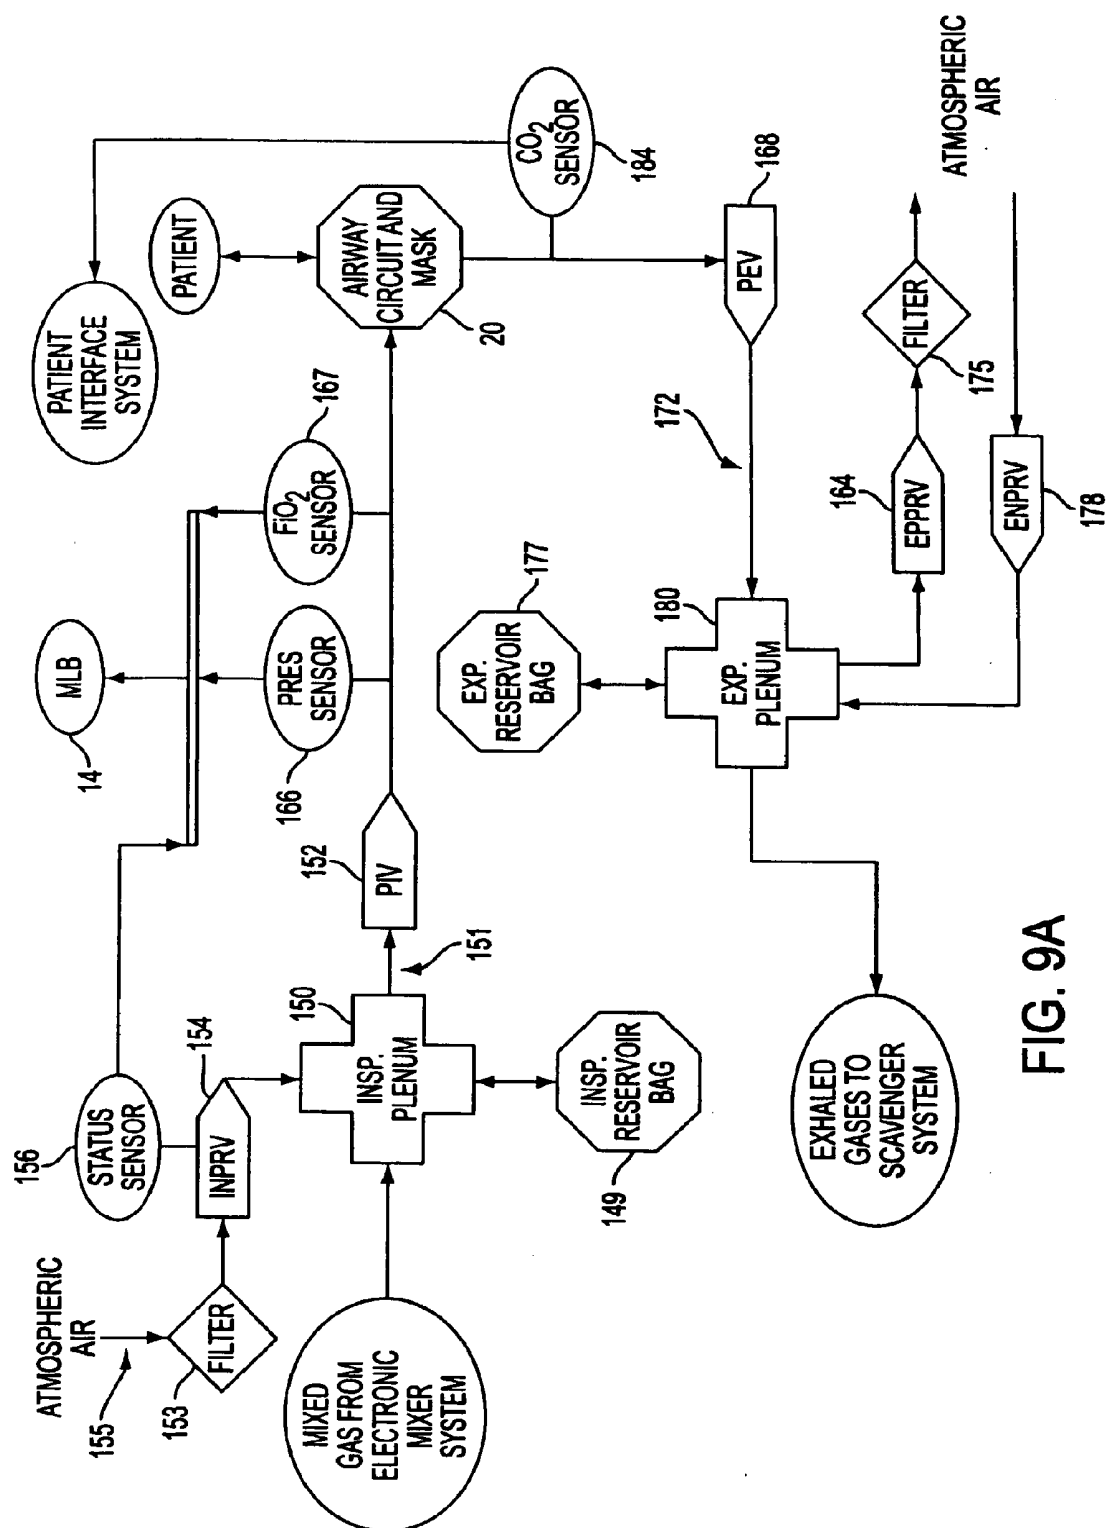 ATMOSPHERIC
AIR
155
153
FILTER
156
STATUS
SENSOR
INPRV
154
MIXED
GAS FROM
ELECTRONIC
MIXER
SYSTEM
INSP.
PLENUM
150
151
INSP.
RESERVOIR
BAG
149
152
PIV
14
MLB
PRES
SENSOR
166
FiO2
SENSOR
167
PATIENT
INTERFACE
SYSTEM
PATIENT
AIRWAY
CIRCUIT AND
MASK
20
CO2
SENSOR
184
PEV
168
172
EXP.
RESERVOIR
BAG
177
EXP.
PLENUM
180
EXHALED
GASES TO
SCAVENGER
SYSTEM
164
EPPRV
FILTER
175
ATMOSPHERIC
AIR
ENPRV
178
FIG. 9A